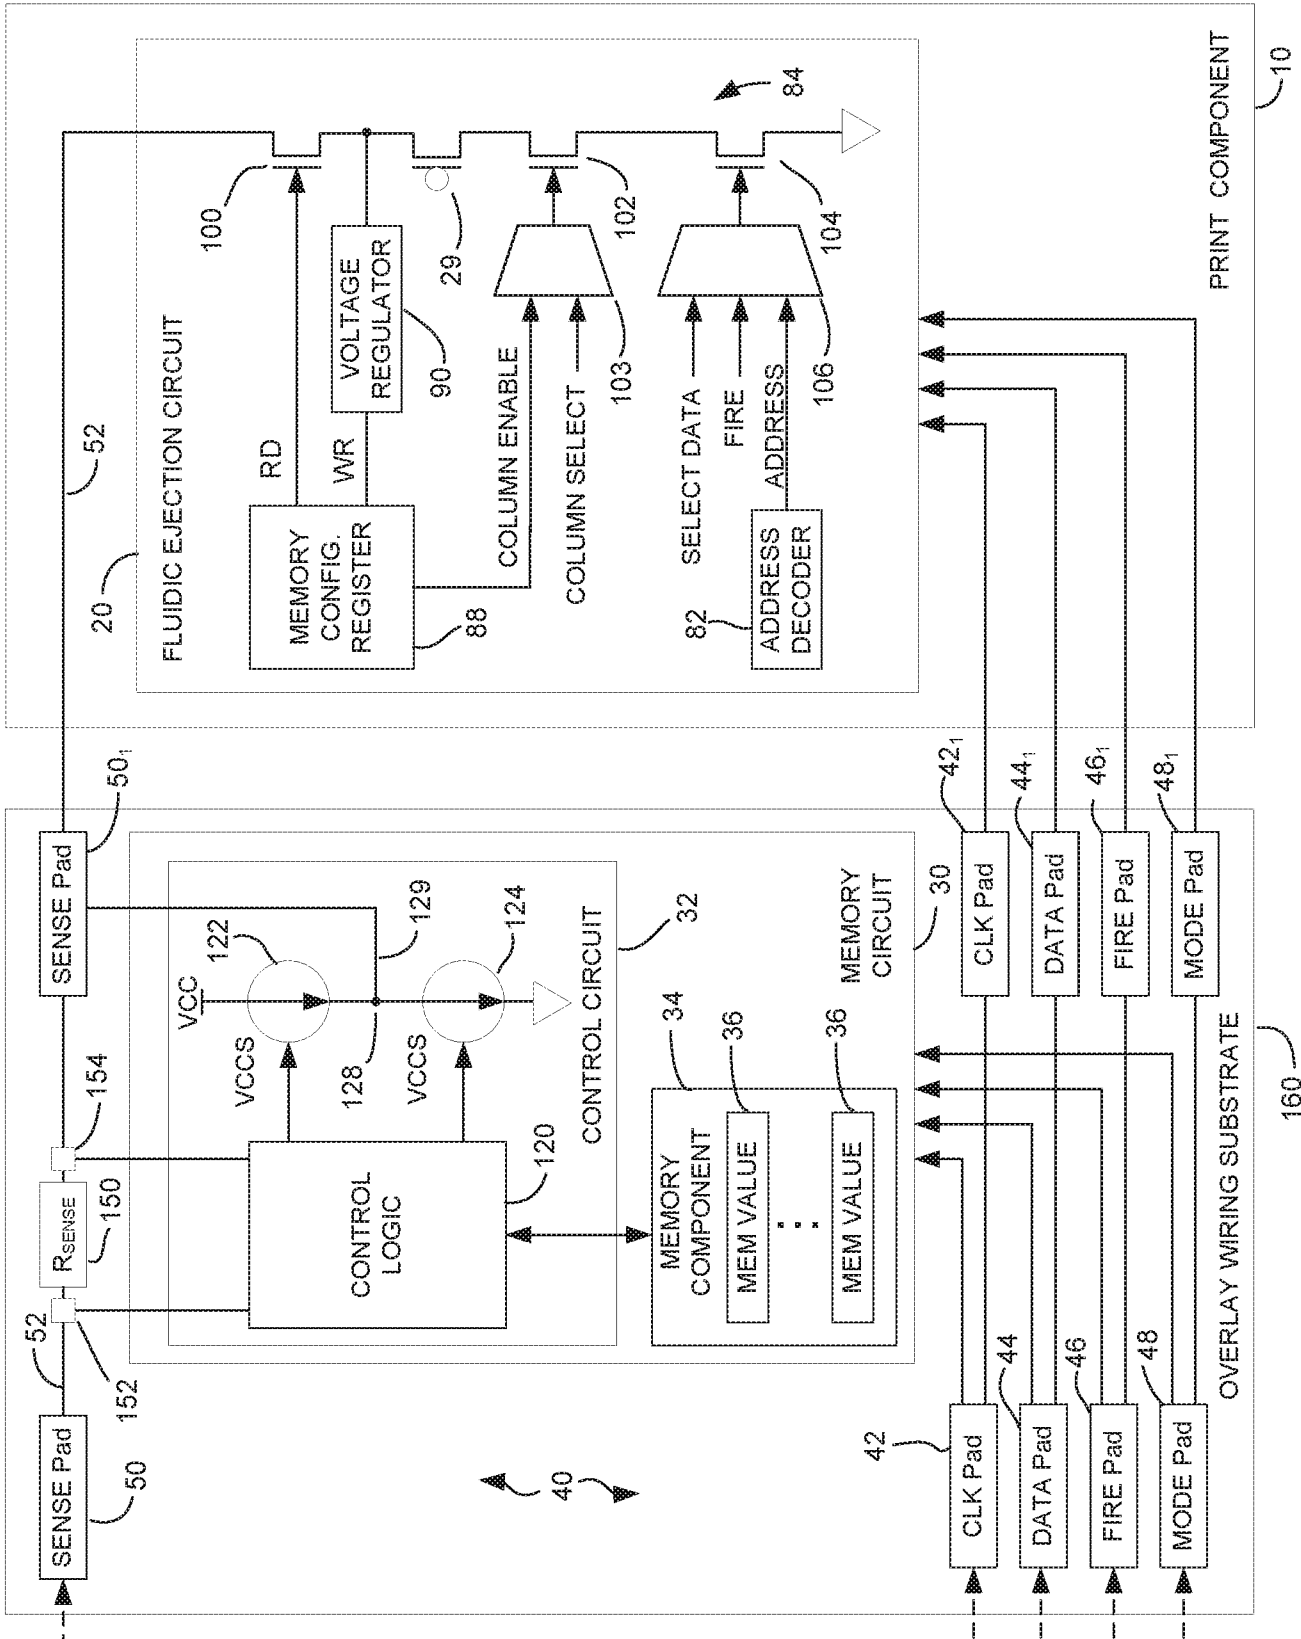 SENSE Pad
50
52
152
RSENSE
150
154
SENSE Pad
501
52
40
CONTROL
LOGIC
120
VCCS
VCC
122
128
129
VCCS
124
CONTROL CIRCUIT
32
MEMORY
COMPONENT
34
MEM VALUE
36
MEM VALUE
36
MEMORY
CIRCUIT
30
42
CLK Pad
44
DATA Pad
46
FIRE Pad
48
MODE Pad
CLK Pad
421
DATA Pad
441
FIRE Pad
461
MODE Pad
481
OVERLAY WIRING SUBSTRATE
160
20
FLUIDIC EJECTION CIRCUIT
MEMORY
CONFIG.
REGISTER
88
RD
WR
100
VOLTAGE
REGULATOR
90
29
COLUMN ENABLE
COLUMN SELECT
103
102
SELECT DATA
FIRE
ADDRESS
82
ADDRESS
DECODER
106
104
84
PRINT COMPONENT
10